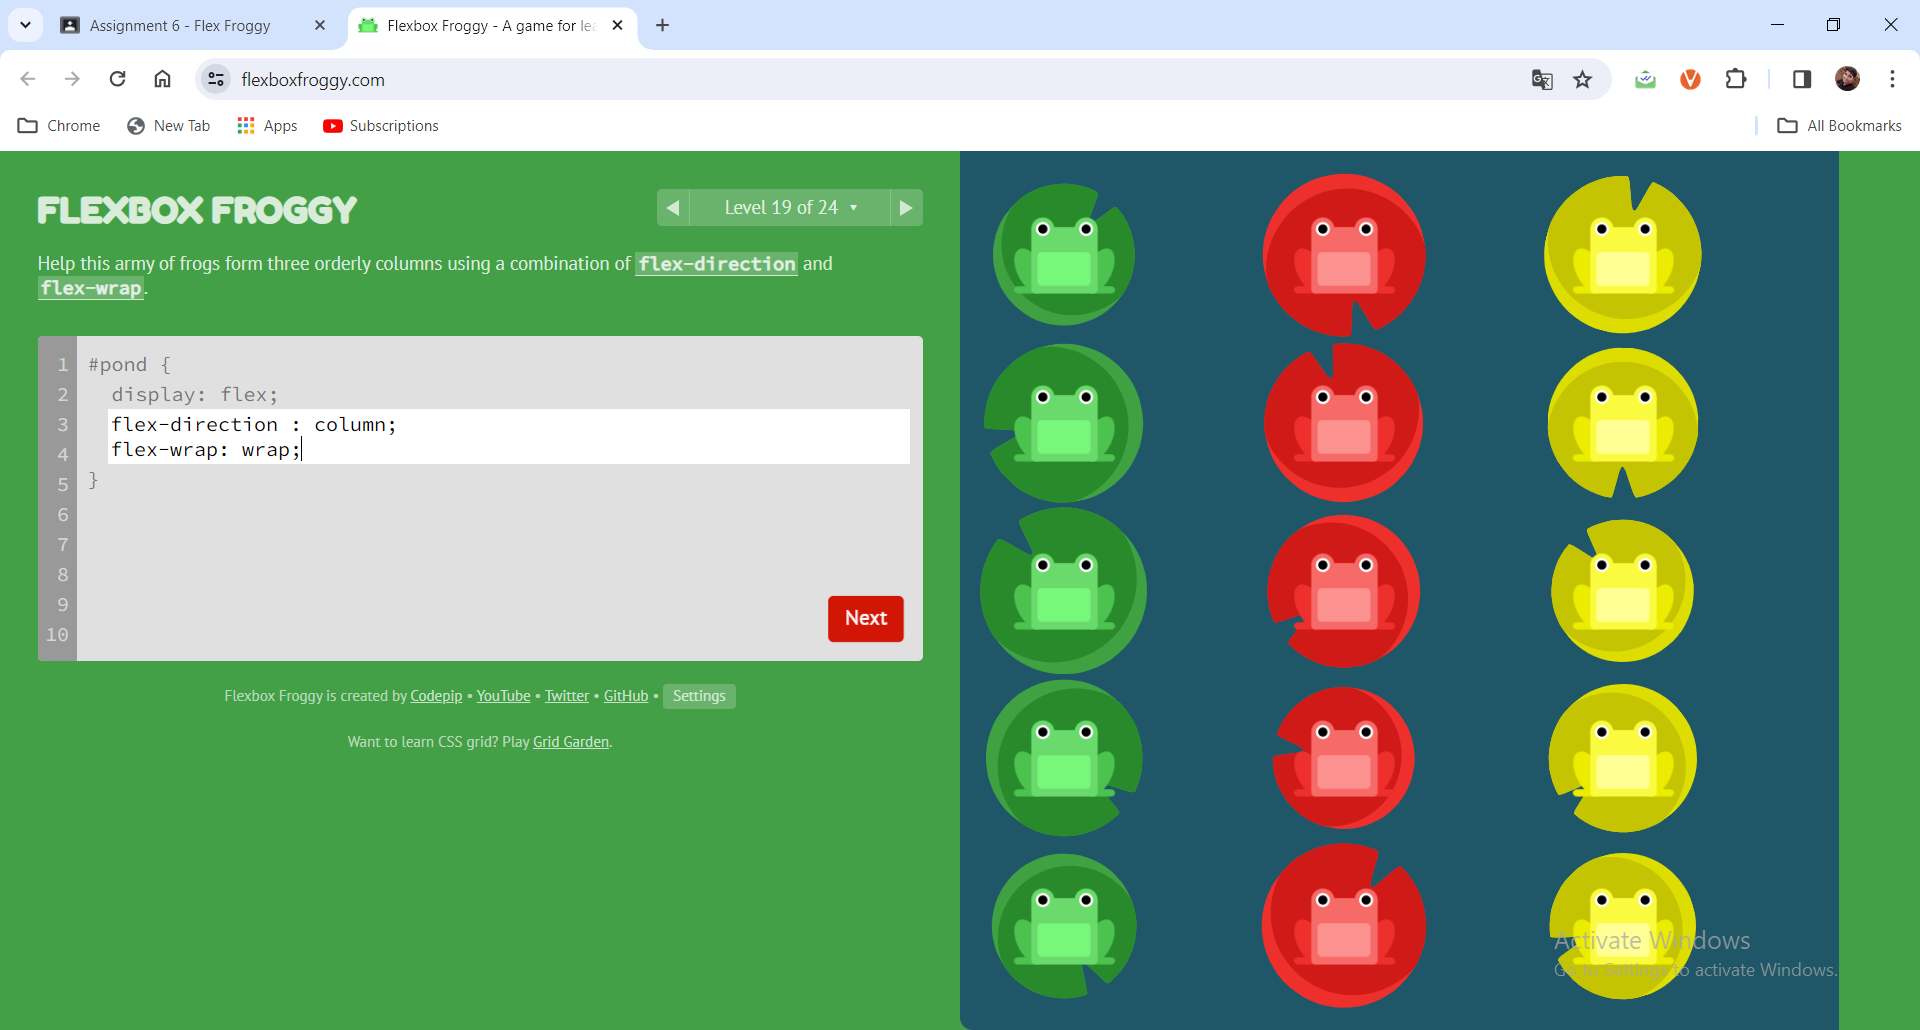 Assignment 6 - Flex Froggy
Flexbox Froggy - A game for lea
flexboxfroggy.com
Chrome
New Tab
Apps
Subscriptions
All Bookmarks
FLEXBOX FROGGY
Level 19 of 24
Help this army of frogs form three orderly columns using a combination of flex-direction and
flex-wrap.
1 #pond {
2 display: flex;
3 flex-direction : column;
4 flex-wrap: wrap;
5 }
6
7
8
9
10
Next
Flexbox Froggy is created by Codepip • YouTube • Twitter • GitHub • Settings
Want to learn CSS grid? Play Grid Garden.
Activate Windows
Go to Settings to activate Windows.